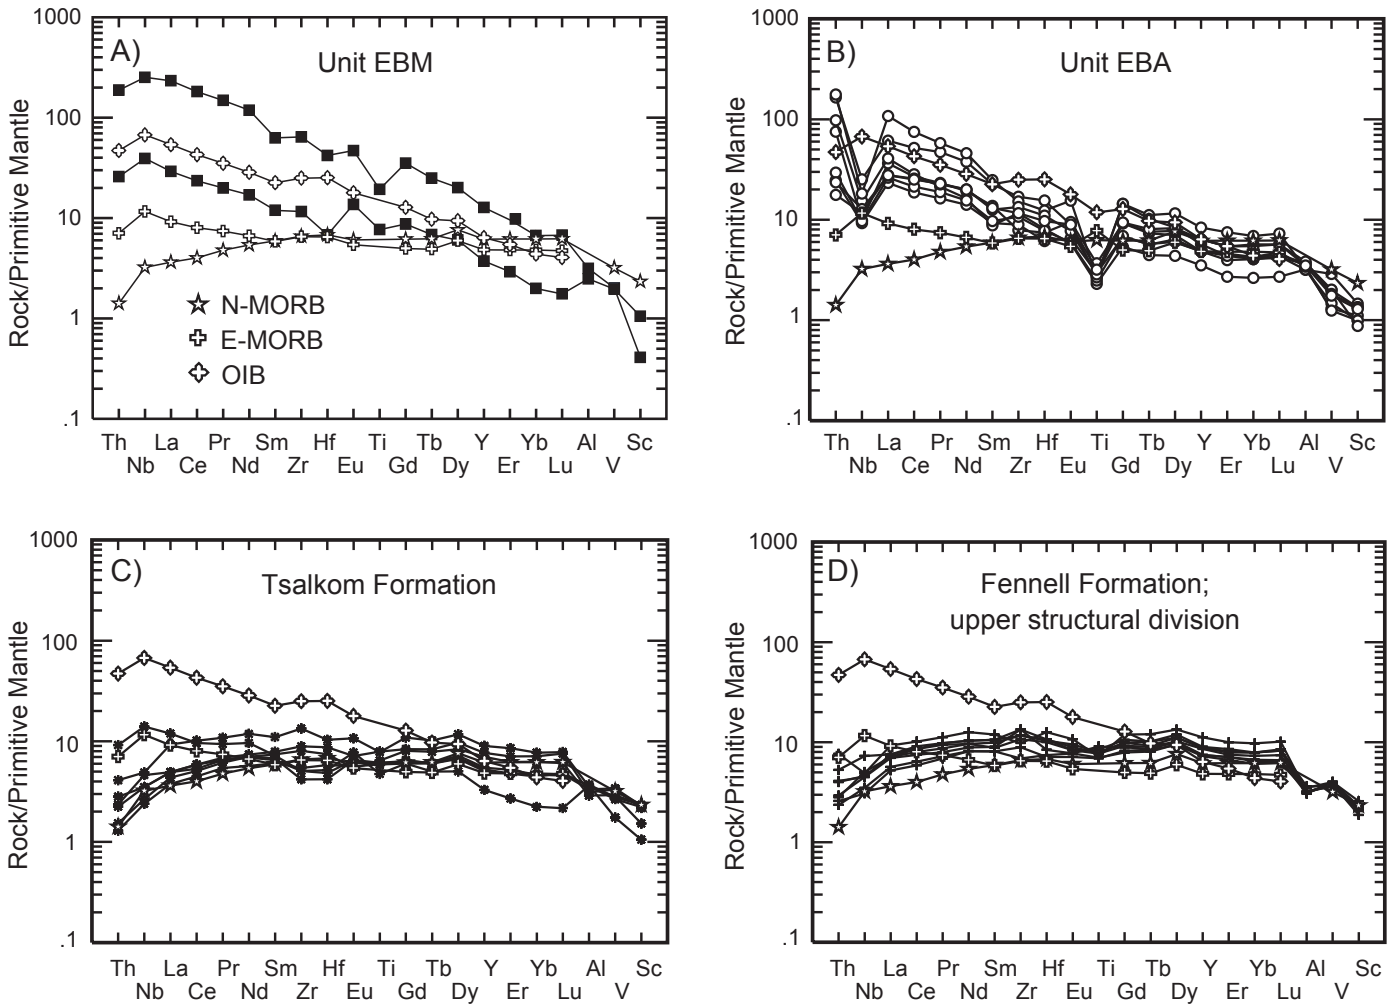 A)
Unit EBM
Rock/Primitive Mantle
1000
100
10
1
.1
N-MORB
E-MORB
OIB
Th La Pr Sm Hf Ti Tb Y Yb Al Sc
Nb Ce Nd Zr Eu Gd Dy Er Lu V
B)
Unit EBA
Rock/Primitive Mantle
1000
100
10
1
.1
Th La Pr Sm Hf Ti Tb Y Yb Al Sc
Nb Ce Nd Zr Eu Gd Dy Er Lu V
C)
Tsalkom Formation
Rock/Primitive Mantle
1000
100
10
1
.1
Th La Pr Sm Hf Ti Tb Y Yb Al Sc
Nb Ce Nd Zr Eu Gd Dy Er Lu V
D)
Fennell Formation;
upper structural division
Rock/Primitive Mantle
1000
100
10
1
.1
Th La Pr Sm Hf Ti Tb Y Yb Al Sc
Nb Ce Nd Zr Eu Gd Dy Er Lu V